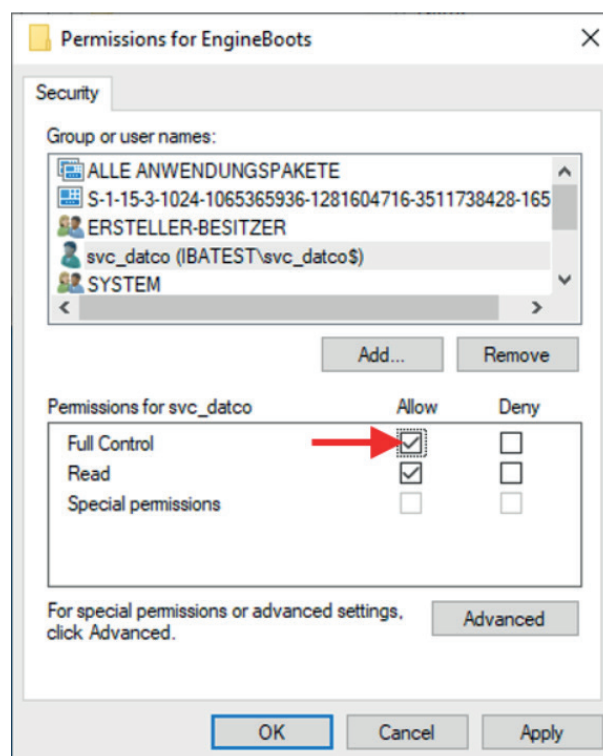 Permissions for EngineBoots
Security
Group or user names:
ALLE ANWENDUNGSPAKETE
S-1-15-3-1024-1065365936-1281604716-3511738428-165
ERSTELLER-BESITZER
svc_datco (IBATEST\svc_datco$)
SYSTEM
Add... Remove
Permissions for svc_datco Allow Deny
Full Control
Read
Special permissions
For special permissions or advanced settings, Advanced
click Advanced.
OK Cancel Apply